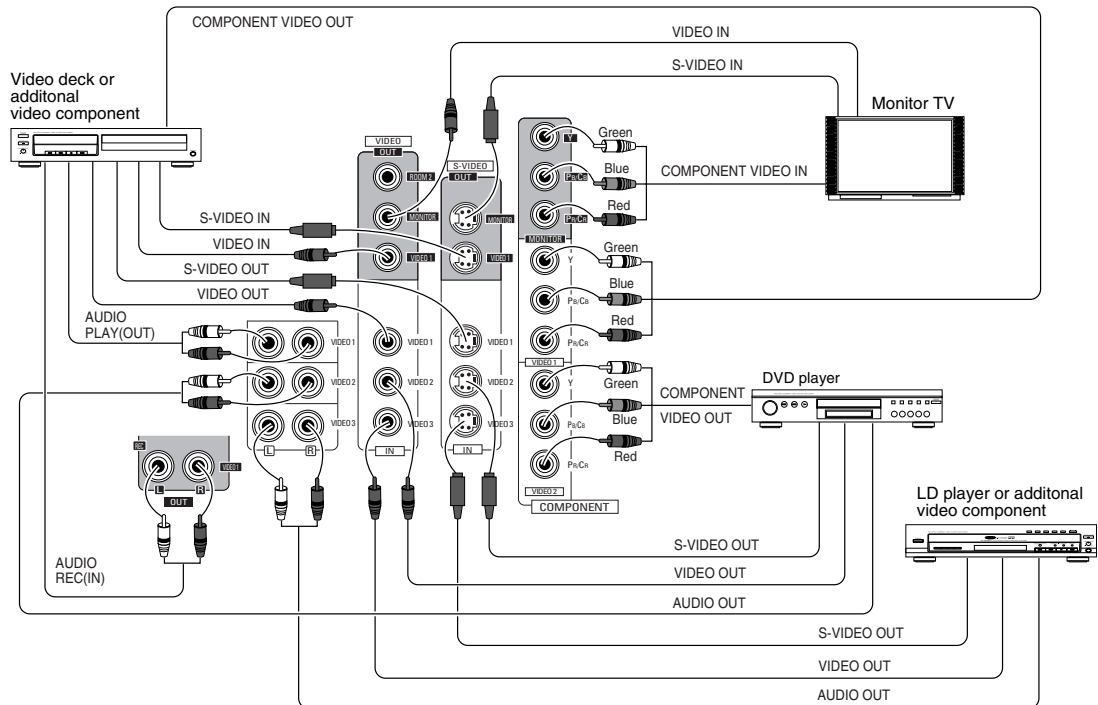 COMPONENT VIDEO OUT
VIDEO IN
S-VIDEO IN
Video deck or
additonal
video component
Monitor TV
VIDEO
OUT
ROOM 2
MONITOR
VIDEO 1
S-VIDEO
OUT
MONITOR
VIDEO 1
Y
Green
PB/CB
Blue
PR/CR
Red
MONITOR
COMPONENT VIDEO IN
S-VIDEO IN
VIDEO IN
S-VIDEO OUT
VIDEO OUT
AUDIO
PLAY(OUT)
Y
Green
PB/CB
Blue
PR/CR
Red
VIDEO 1
VIDEO 1
VIDEO 2
VIDEO 3
L
R
VIDEO 1
VIDEO 2
VIDEO 3
IN
VIDEO 1
VIDEO 2
VIDEO 3
IN
Y
Green
PB/CB
Blue
PR/CR
Red
VIDEO 2
COMPONENT
COMPONENT
VIDEO OUT
DVD player
REC
VIDEO 1
L
R
OUT
AUDIO
REC(IN)
LD player or additonal
video component
S-VIDEO OUT
VIDEO OUT
AUDIO OUT
S-VIDEO OUT
VIDEO OUT
AUDIO OUT